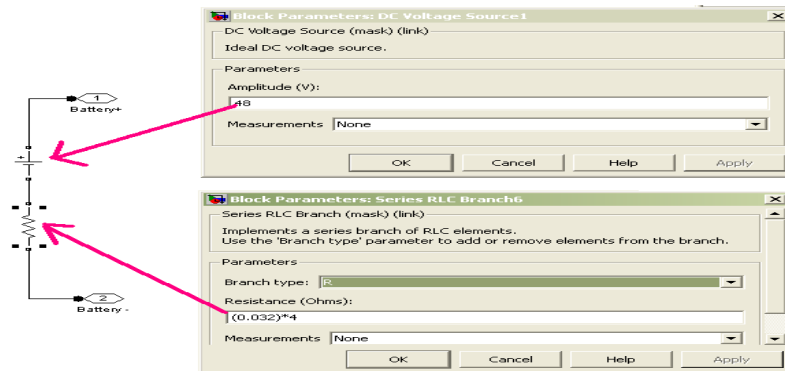 Block Parameters: DC Voltage Source1
DC Voltage Source (mask) (link)
Ideal DC voltage source.
Parameters
Amplitude (V):
48
Measurements None
OK Cancel Help Apply
1
Battery+
+
Block Parameters: Series RLC Branch6
Series RLC Branch (mask) (link)
Implements a series branch of RLC elements.
Use the 'Branch type' parameter to add or remove elements from the branch.
Parameters
Branch type: R
Resistance (Ohms):
(0.032)*4
Measurements None
OK Cancel Help Apply
2
Battery -